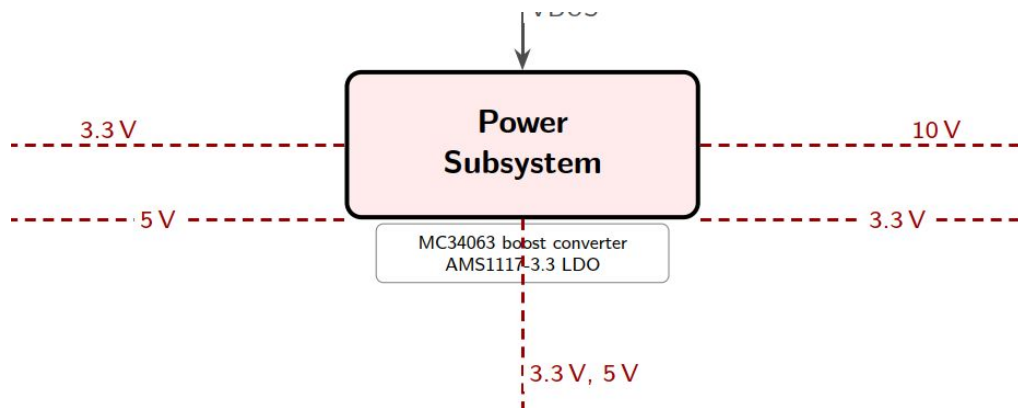 3.3 V
10 V
Power
Subsystem
5 V
3.3 V
MC34063 boost converter
AMS1117-3.3 LDO
3.3 V, 5 V